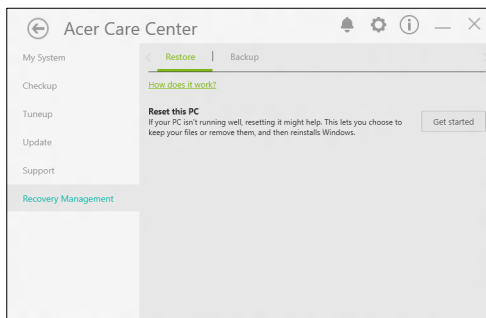 Acer Care Center
My System
Checkup
Tuneup
Update
Support
Recovery Management
Restore | Backup
How does it work?
Reset this PC
If your PC isn't running well, resetting it might help. This lets you choose to
keep your files or remove them, and then reinstalls Windows.
Get started